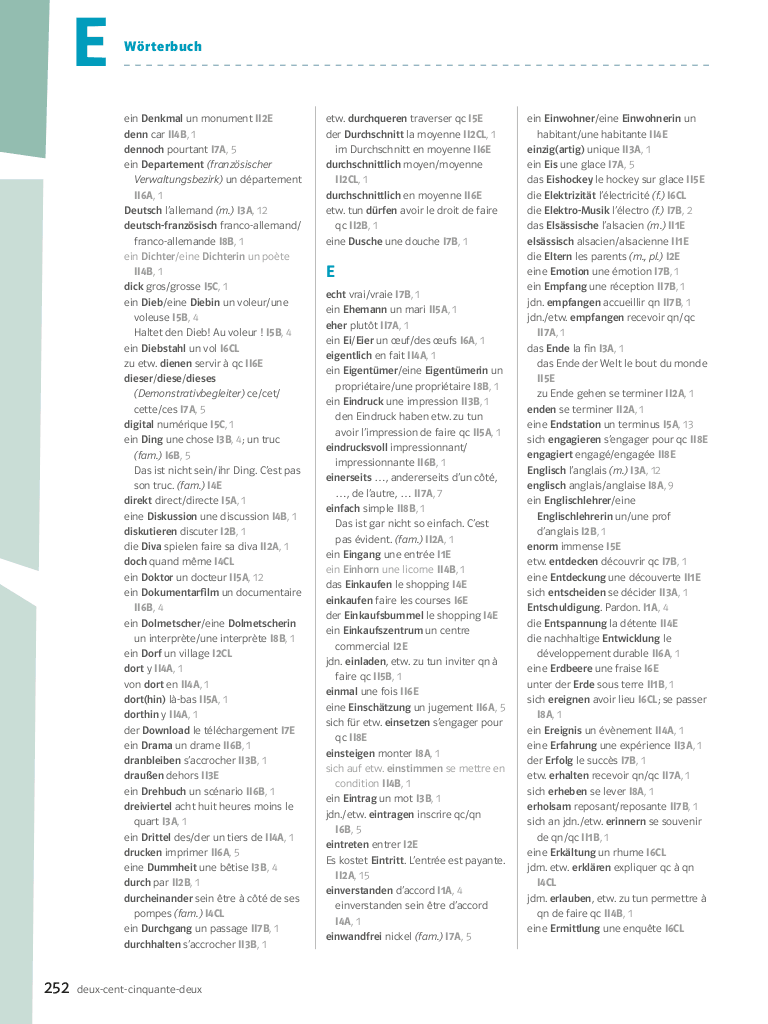 E
Wörterbuch
ein Denkmal un monument II2E
denn car II4B, 1
dennoch pourtant I7A, 5
ein Departement (französischer
Verwaltungsbezirk) un département
II6A, 1
Deutsch l'allemand (m.) I3A, 12
deutsch-französisch franco-allemand/
franco-allemande I8B, 1
ein Dichter/eine Dichterin un poète
II4B, 1
dick gros/grosse I5C, 1
ein Dieb/eine Diebin un voleur/une
voleuse I5B, 4
Haltet den Dieb! Au voleur ! I5B, 4
ein Diebstahl un vol I6CL
zu etw. dienen servir à qc II6E
dieser/diese/dieses
(Demonstrativbegleiter) ce/cet/
cette/ces I7A, 5
digital numérique I5C, 1
ein Ding une chose I3B, 4; un truc
(fam.) I6B, 5
Das ist nicht sein/ihr Ding. C'est pas
son truc. (fam.) I4E
direkt direct/directe I5A, 1
eine Diskussion une discussion I4B, 1
diskutieren discuter I2B, 1
die Diva spielen faire sa diva II2A, 1
doch quand même I4CL
ein Doktor un docteur II5A, 12
ein Dokumentarfilm un documentaire
II6B, 4
ein Dolmetscher/eine Dolmetscherin
un interprète/une interprète I8B, 1
ein Dorf un village I2CL
dort y II4A, 1
von dort en II4A, 1
dort(hin) là-bas II5A, 1
dorthin y II4A, 1
der Download le téléchargement I7E
ein Drama un drame II6B, 1
dranbleiben s'accrocher II3B, 1
draußen dehors II3E
ein Drehbuch un scénario II6B, 1
dreiviertel acht huit heures moins le
quart I3A, 1
ein Drittel des/der un tiers de II4A, 1
drucken imprimer II6A, 5
eine Dummheit une bêtise I3B, 4
durch par II2B, 1
durcheinander sein être à côté de ses
pompes (fam.) I4CL
ein Durchgang un passage II7B, 1
durchhalten s'accrocher II3B, 1
etw. durchqueren traverser qc I5E
der Durchschnitt la moyenne II2CL, 1
im Durchschnitt en moyenne II6E
durchschnittlich moyen/moyenne
II2CL, 1
durchschnittlich en moyenne II6E
etw. tun dürfen avoir le droit de faire
qc II2B, 1
eine Dusche une douche I7B, 1
E
echt vrai/vraie I7B, 1
ein Ehemann un mari II5A, 1
eher plutôt II7A, 1
ein Ei/Eier un œuf/des œufs I6A, 1
eigentlich en fait II4A, 1
ein Eigentümer/eine Eigentümerin un
propriétaire/une propriétaire I8B, 1
ein Eindruck une impression II3B, 1
den Eindruck haben etw. zu tun
avoir l'impression de faire qc II5A, 1
eindrucksvoll impressionnant/
impressionnante II6B, 1
einerseits …, andererseits d'un côté,
…, de l'autre, … II7A, 7
einfach simple II8B, 1
Das ist gar nicht so einfach. C'est
pas évident. (fam.) II2A, 1
ein Eingang une entrée I1E
ein Einhorn une licorne II4B, 1
das Einkaufen le shopping I4E
einkaufen faire les courses I6E
der Einkaufsbummel le shopping I4E
ein Einkaufszentrum un centre
commercial I2E
jdn. einladen, etw. zu tun inviter qn à
faire qc II5B, 1
einmal une fois II6E
eine Einschätzung un jugement II6A, 5
sich für etw. einsetzen s'engager pour
qc II8E
einsteigen monter I8A, 1
sich auf etw. einstimmen se mettre en
condition II4B, 1
ein Eintrag un mot I3B, 1
jdn./etw. eintragen inscrire qc/qn
I6B, 5
eintreten entrer I2E
Es kostet Eintritt. L'entrée est payante.
II2A, 15
einverstanden d'accord I1A, 4
einverstanden sein être d'accord
I4A, 1
einwandfrei nickel (fam.) I7A, 5
ein Einwohner/eine Einwohnerin un
habitant/une habitante II4E
einzig(artig) unique II3A, 1
ein Eis une glace I7A, 5
das Eishockey le hockey sur glace II5E
die Elektrizität l'électricité (f.) I6CL
die Elektro-Musik l'électro (f.) I7B, 2
das Elsässische l'alsacien (m.) II1E
elsässisch alsacien/alsacienne II1E
die Eltern les parents (m., pl.) I2E
eine Emotion une émotion I7B, 1
ein Empfang une réception II7B, 1
jdn. empfangen accueillir qn II7B, 1
jdn./etw. empfangen recevoir qn/qc
II7A, 1
das Ende la fin I3A, 1
das Ende der Welt le bout du monde
II5E
zu Ende gehen se terminer II2A, 1
enden se terminer II2A, 1
eine Endstation un terminus I5A, 13
sich engagieren s'engager pour qc II8E
engagiert engagé/engagée II8E
Englisch l'anglais (m.) I3A, 12
englisch anglais/anglaise I8A, 9
ein Englischlehrer/eine
Englischlehrerin un/une prof
d'anglais I2B, 1
enorm immense I5E
etw. entdecken découvrir qc I7B, 1
eine Entdeckung une découverte II1E
sich entscheiden se décider II3A, 1
Entschuldigung. Pardon. I1A, 4
die Entspannung la détente II4E
die nachhaltige Entwicklung le
développement durable II6A, 1
eine Erdbeere une fraise I6E
unter der Erde sous terre II1B, 1
sich ereignen avoir lieu I6CL; se passer
I8A, 1
ein Ereignis un évènement II4A, 1
eine Erfahrung une expérience II3A, 1
der Erfolg le succès I7B, 1
etw. erhalten recevoir qn/qc II7A, 1
sich erheben se lever I8A, 1
erholsam reposant/reposante II7B, 1
sich an jdn./etw. erinnern se souvenir
de qn/qc II1B, 1
eine Erkältung un rhume I6CL
jdm. etw. erklären expliquer qc à qn
I4CL
jdm. erlauben, etw. zu tun permettre à
qn de faire qc II4B, 1
eine Ermittlung une enquête I6CL
252 deux-cent-cinquante-deux